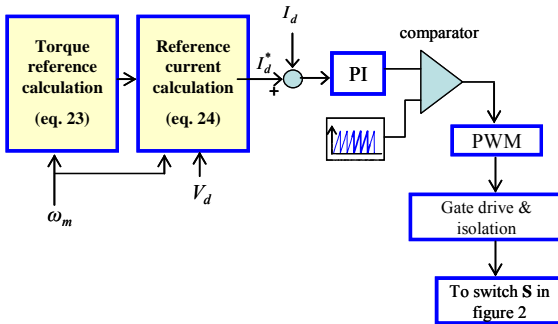 Torque
reference
calculation
(eq. 23)
Reference
current
calculation
(eq. 24)
I_d^*
+
I_d
PI
comparator
PWM
Gate drive &
isolation
To switch S in
figure 2
V_d
ω_m